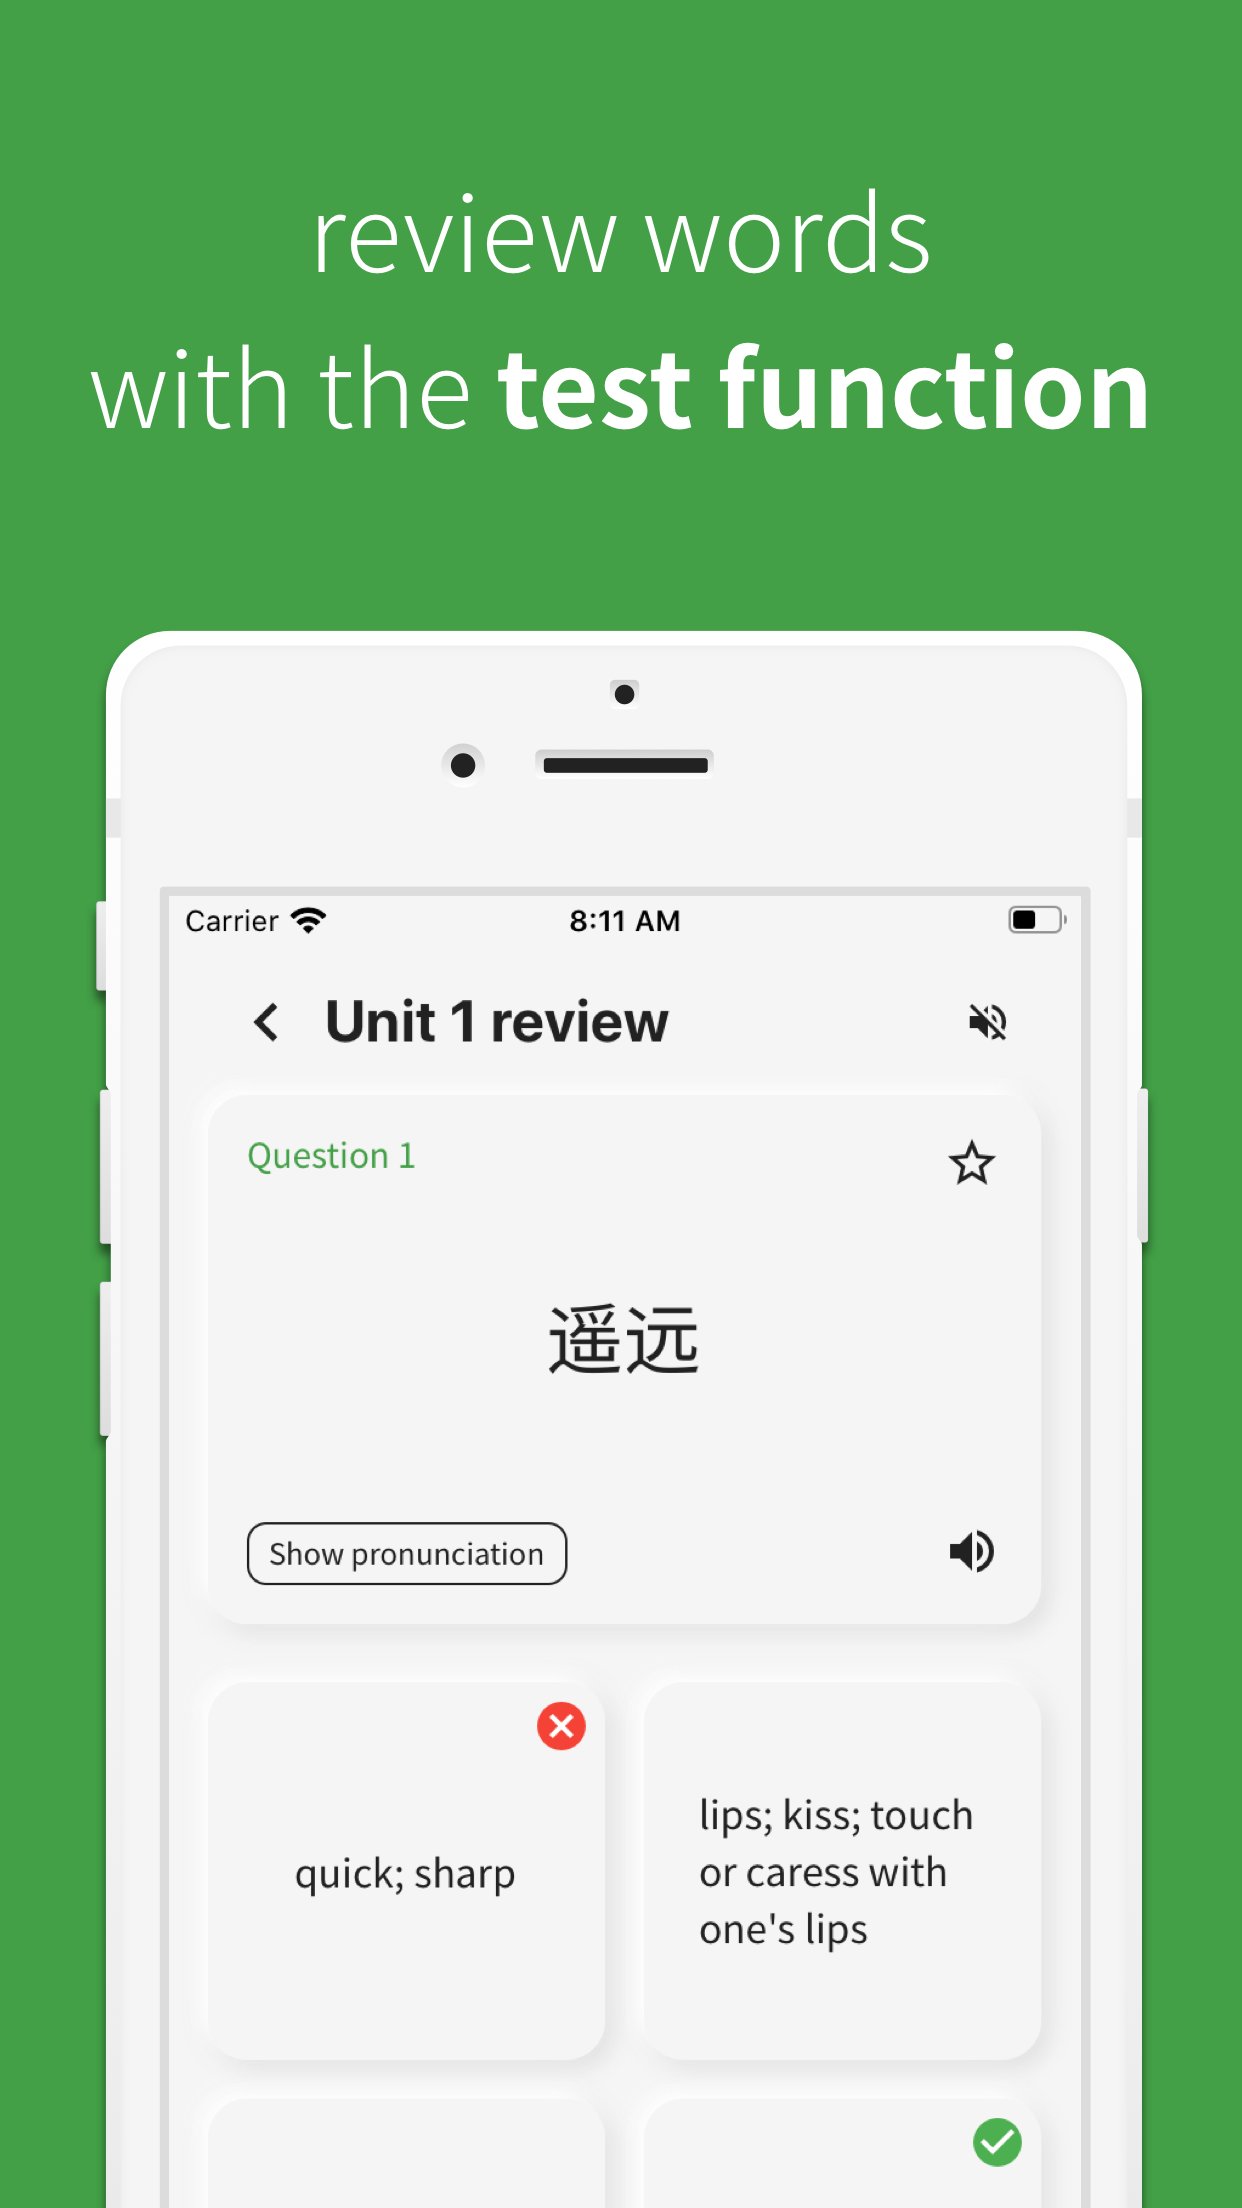 review words
with the test function
Carrier
8:11 AM
Unit 1 review
Question 1
遥远
Show pronunciation
quick; sharp
lips; kiss; touch
or caress with
one's lips